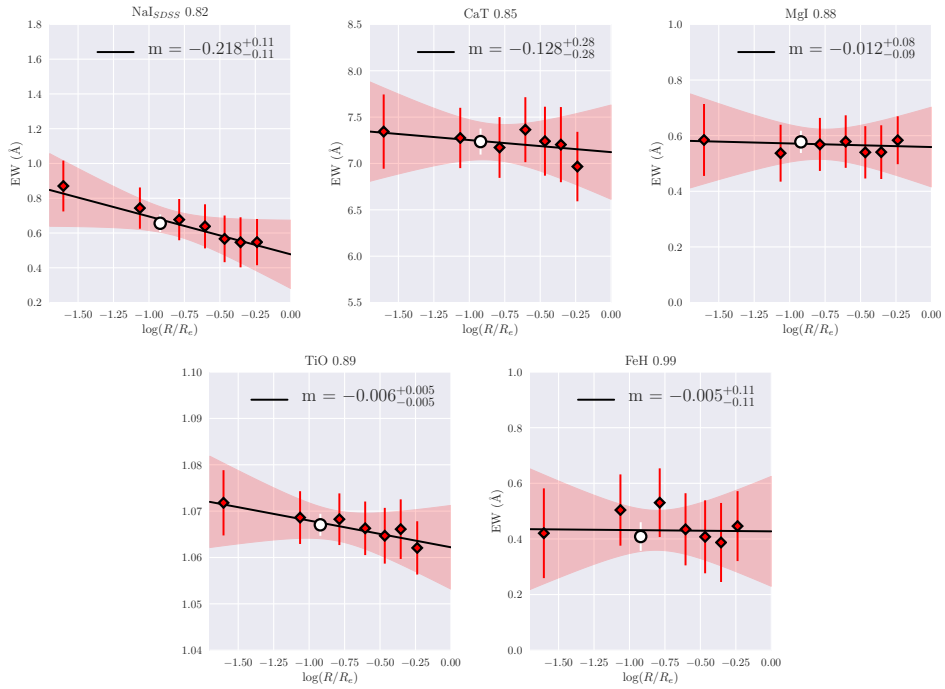 NaI_SDSS 0.82
m = −0.218 +0.11 −0.11
EW (Å)
1.8
1.6
1.4
1.2
1.0
0.8
0.6
0.4
0.2
−1.50 −1.25 −1.00 −0.75 −0.50 −0.25 0.00
log(R/R_e)
CaT 0.85
m = −0.128 +0.28 −0.28
EW (Å)
8.5
8.0
7.5
7.0
6.5
6.0
5.5
−1.50 −1.25 −1.00 −0.75 −0.50 −0.25 0.00
log(R/R_e)
MgI 0.88
m = −0.012 +0.08 −0.09
EW (Å)
1.0
0.8
0.6
0.4
0.2
0.0
−1.50 −1.25 −1.00 −0.75 −0.50 −0.25 0.00
log(R/R_e)
TiO 0.89
m = −0.006 +0.005 −0.005
1.10
1.09
1.08
1.07
1.06
1.05
1.04
−1.50 −1.25 −1.00 −0.75 −0.50 −0.25 0.00
log(R/R_e)
FeH 0.99
m = −0.005 +0.11 −0.11
EW (Å)
1.0
0.8
0.6
0.4
0.2
0.0
−1.50 −1.25 −1.00 −0.75 −0.50 −0.25 0.00
log(R/R_e)